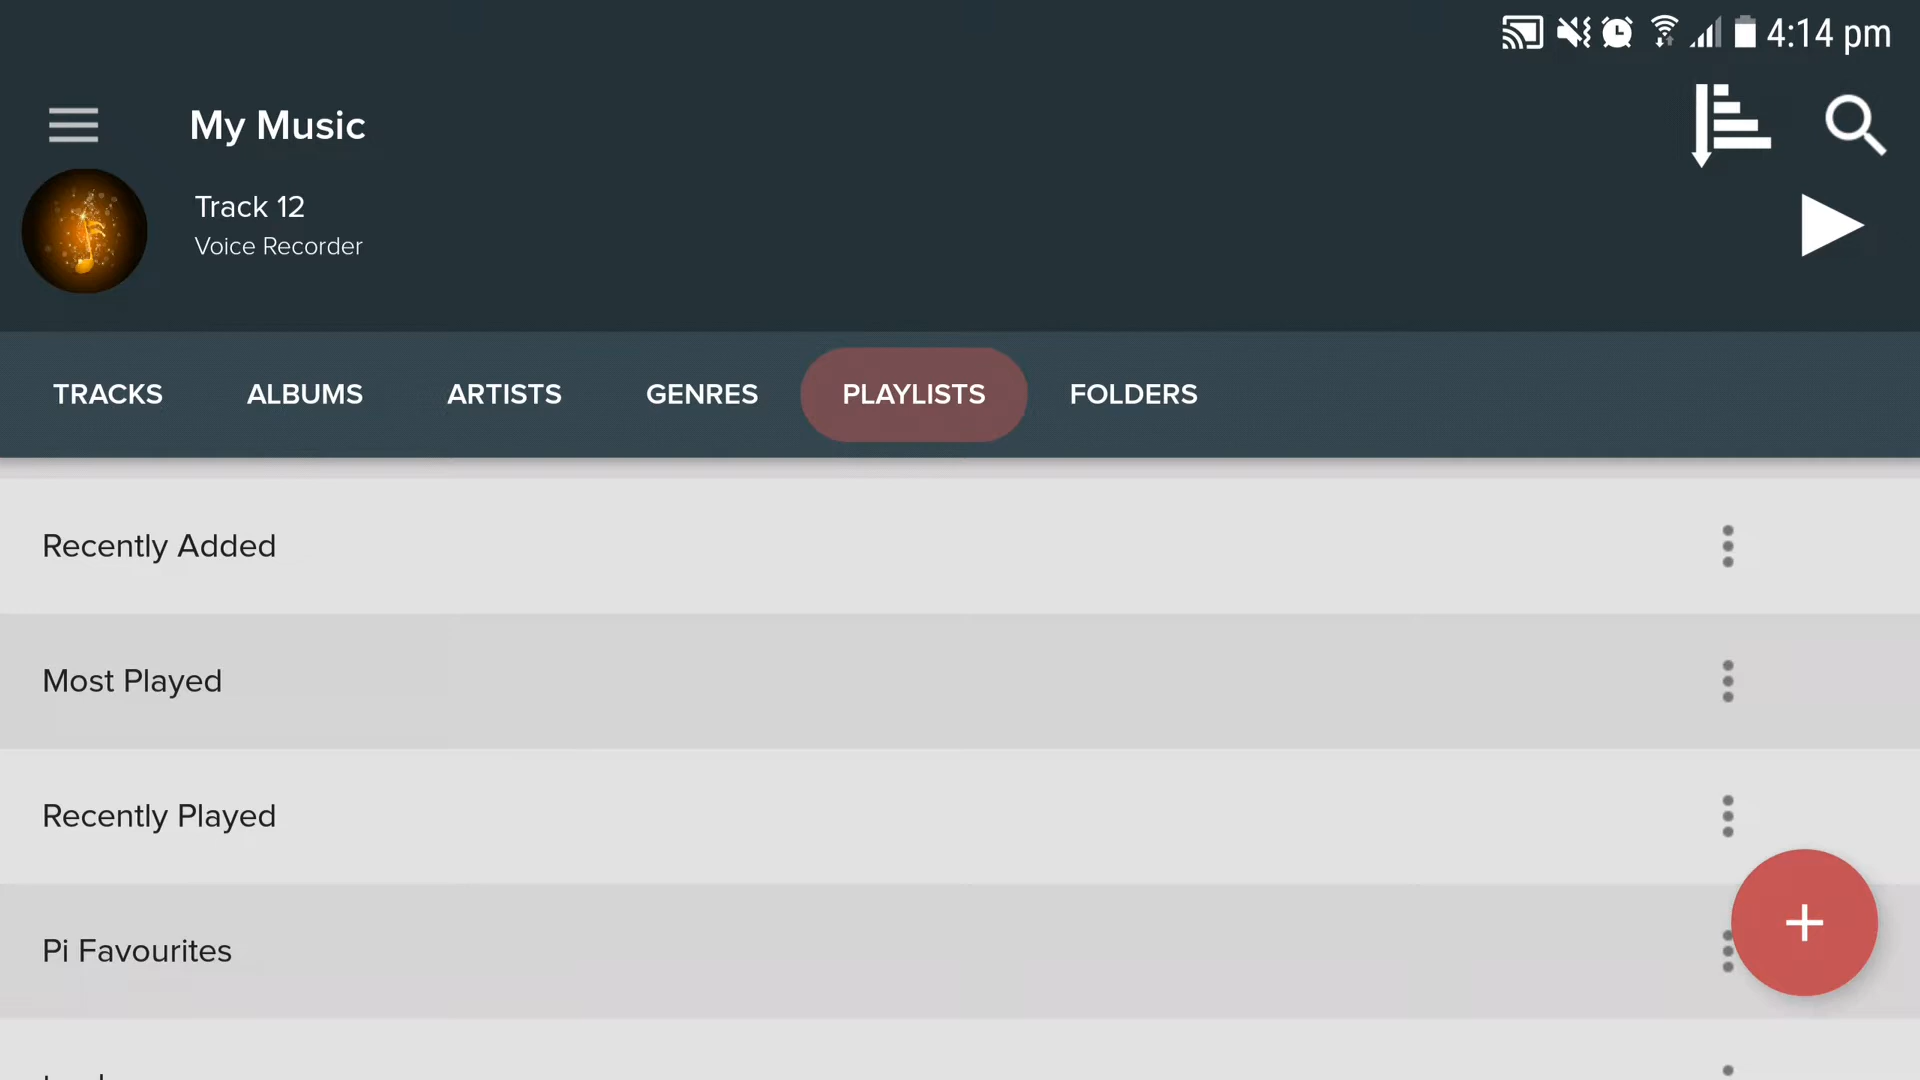 4:14 pm
My Music
Track 12
Voice Recorder
TRACKS ALBUMS ARTISTS GENRES PLAYLISTS FOLDERS
Recently Added
Most Played
Recently Played
Pi Favourites